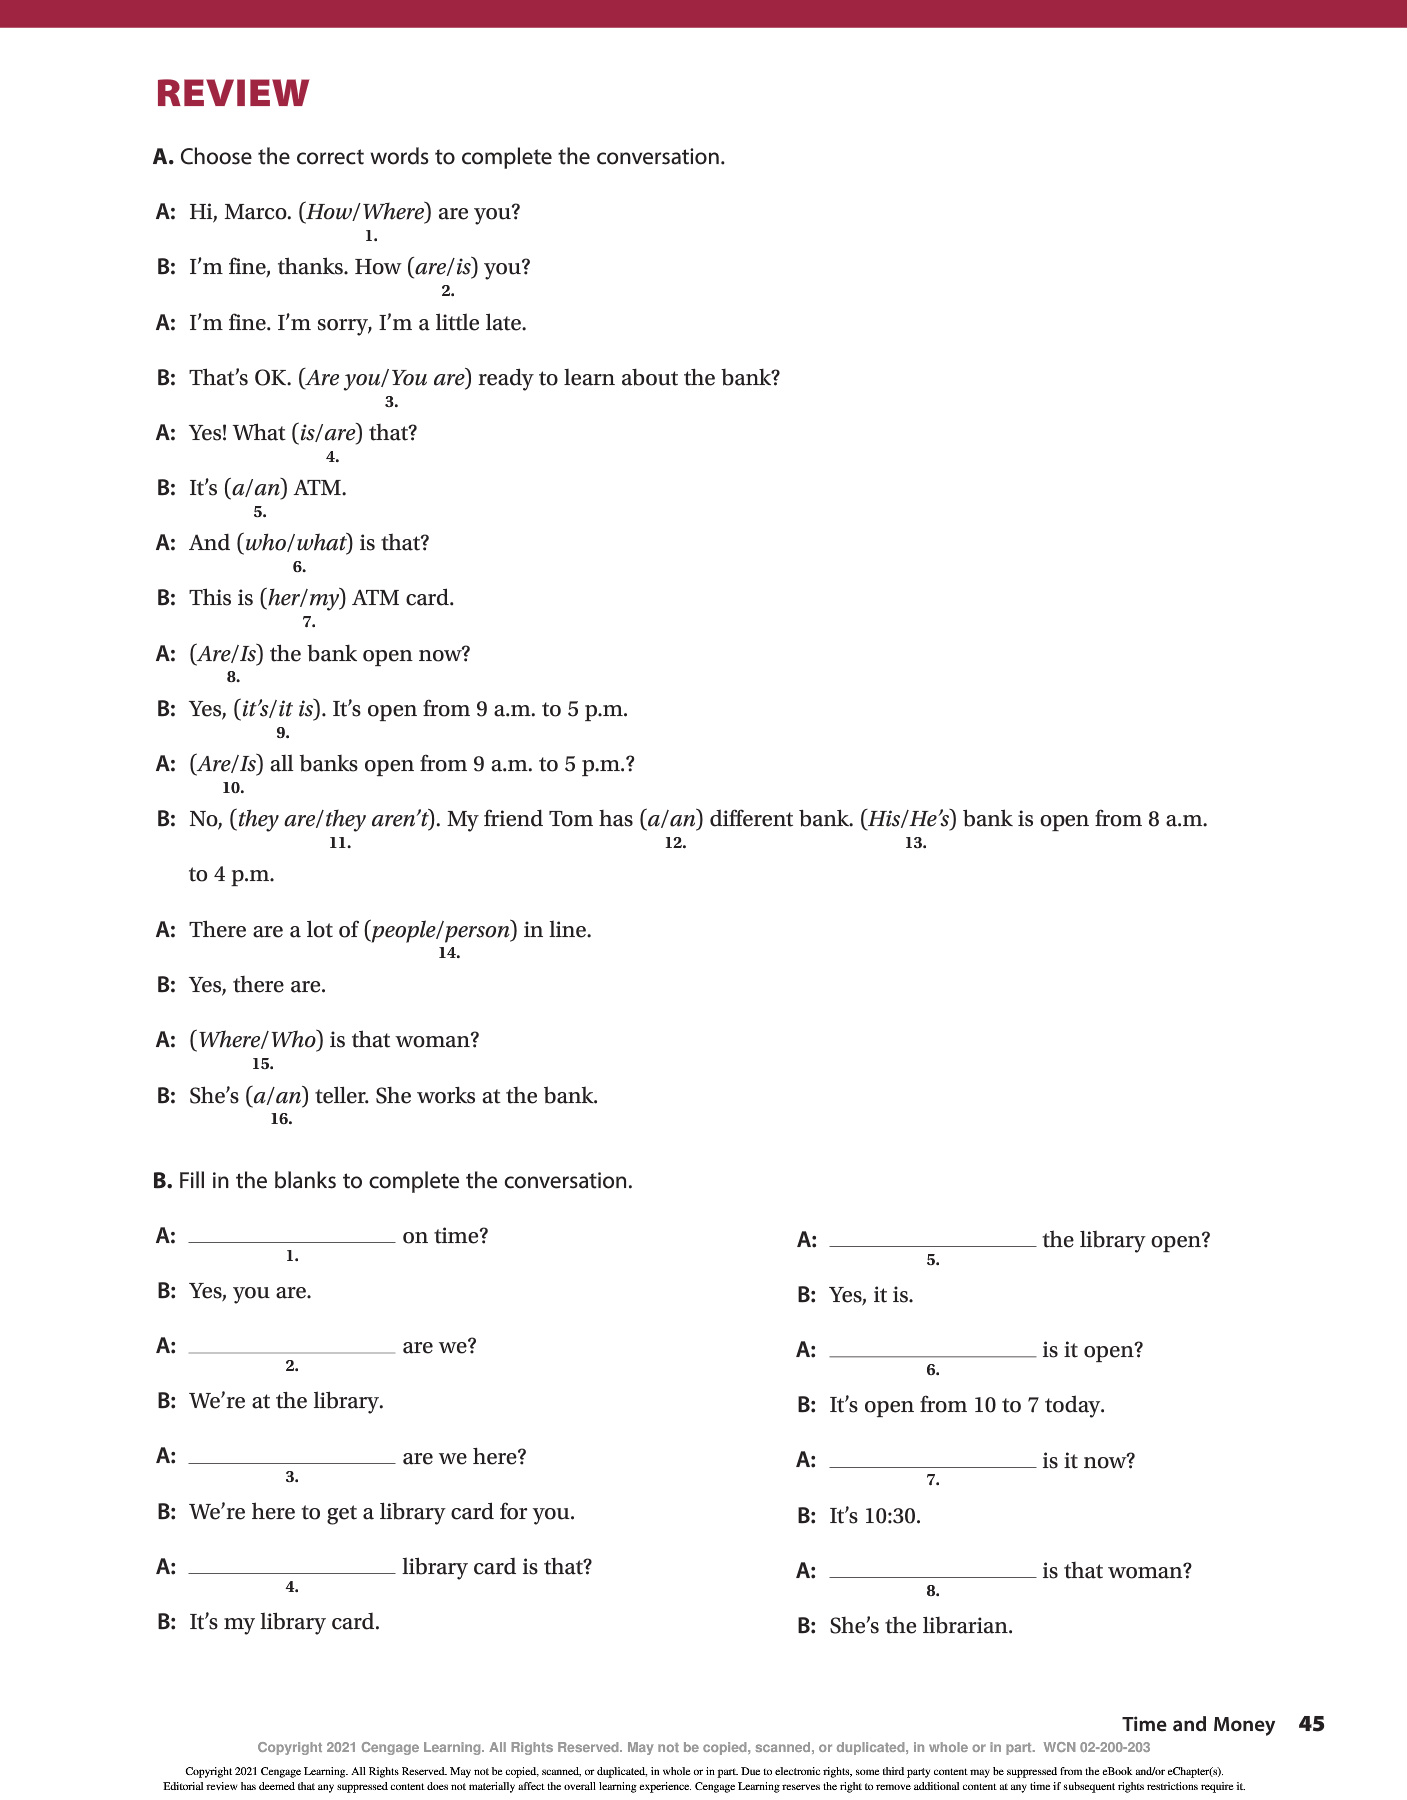 REVIEW
A. Choose the correct words to complete the conversation.
A: Hi, Marco. (How/Where) are you?
1.
B: I’m fine, thanks. How (are/is) you?
2.
A: I’m fine. I’m sorry, I’m a little late.
B: That’s OK. (Are you/You are) ready to learn about the bank?
3.
A: Yes! What (is/are) that?
4.
B: It’s (a/an) ATM.
5.
A: And (who/what) is that?
6.
B: This is (her/my) ATM card.
7.
A: (Are/Is) the bank open now?
8.
B: Yes, (it’s/it is). It’s open from 9 a.m. to 5 p.m.
9.
A: (Are/Is) all banks open from 9 a.m. to 5 p.m.?
10.
B: No, (they are/they aren’t). My friend Tom has (a/an) different bank. (His/He’s) bank is open from 8 a.m.
11. 12. 13.
to 4 p.m.
A: There are a lot of (people/person) in line.
14.
B: Yes, there are.
A: (Where/Who) is that woman?
15.
B: She’s (a/an) teller. She works at the bank.
16.
B. Fill in the blanks to complete the conversation.
A: ____________ on time?
1.
B: Yes, you are.
A: ____________ are we?
2.
B: We’re at the library.
A: ____________ are we here?
3.
B: We’re here to get a library card for you.
A: ____________ library card is that?
4.
B: It’s my library card.
A: ____________ the library open?
5.
B: Yes, it is.
A: ____________ is it open?
6.
B: It’s open from 10 to 7 today.
A: ____________ is it now?
7.
B: It’s 10:30.
A: ____________ is that woman?
8.
B: She’s the librarian.
Time and Money 45
Copyright 2021 Cengage Learning. All Rights Reserved. May not be copied, scanned, or duplicated, in whole or in part. WCN 02-200-203
Copyright 2021 Cengage Learning. All Rights Reserved. May not be copied, scanned, or duplicated, in whole or in part. Due to electronic rights, some third party content may be suppressed from the eBook and/or eChapter(s).
Editorial review has deemed that any suppressed content does not materially affect the overall learning experience. Cengage Learning reserves the right to remove additional content at any time if subsequent rights restrictions require it.